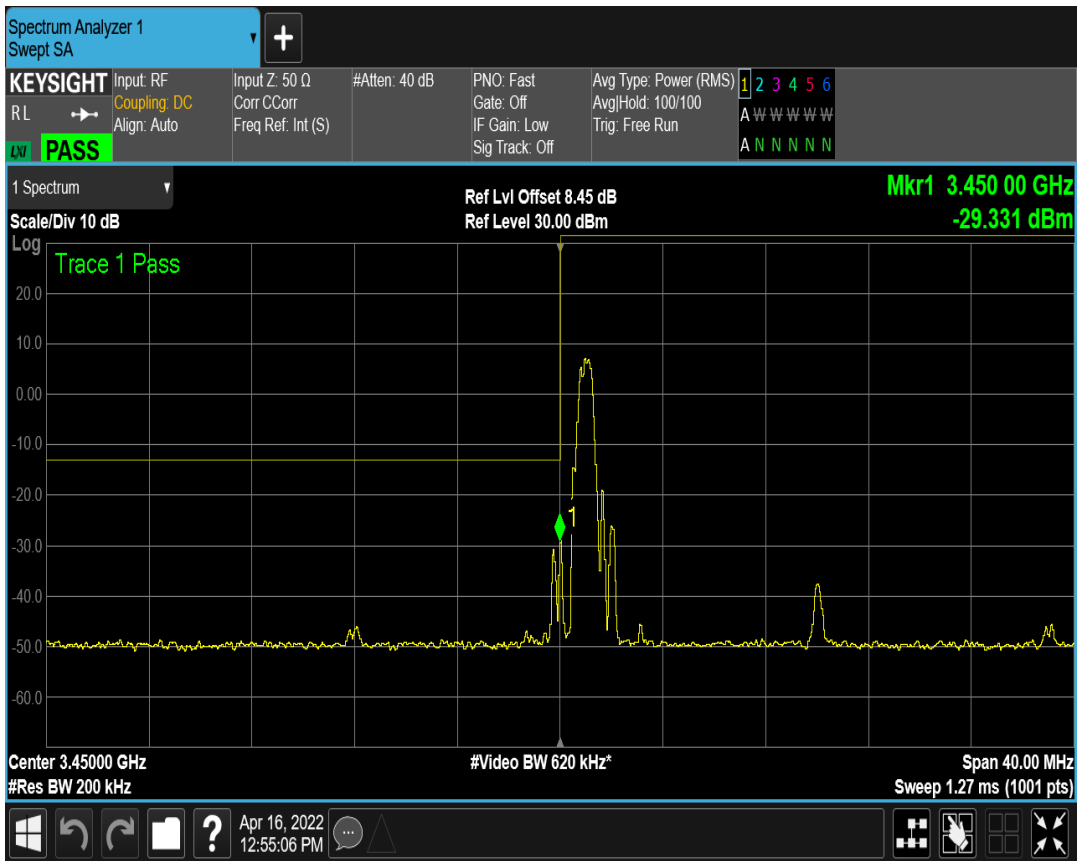 Spectrum Analyzer 1
Swept SA
+
KEYSIGHT
RL
LXI PASS
Input: RF
Coupling: DC
Align: Auto
Input Z: 50 Ω
Corr CCorr
Freq Ref: Int (S)
#Atten: 40 dB
PNO: Fast
Gate: Off
IF Gain: Low
Sig Track: Off
Avg Type: Power (RMS)
Avg|Hold: 100/100
Trig: Free Run
1 2 3 4 5 6
A W W W W W
A N N N N N
1 Spectrum
Scale/Div 10 dB
Ref Lvl Offset 8.45 dB
Ref Level 30.00 dBm
Mkr1 3.450 00 GHz
-29.331 dBm
Log
Trace 1 Pass
20.0
10.0
0.00
-10.0
-20.0
1
-30.0
-40.0
-50.0
-60.0
Center 3.45000 GHz
#Video BW 620 kHz*
Span 40.00 MHz
#Res BW 200 kHz
Sweep 1.27 ms (1001 pts)
?
Apr 16, 2022
12:55:06 PM